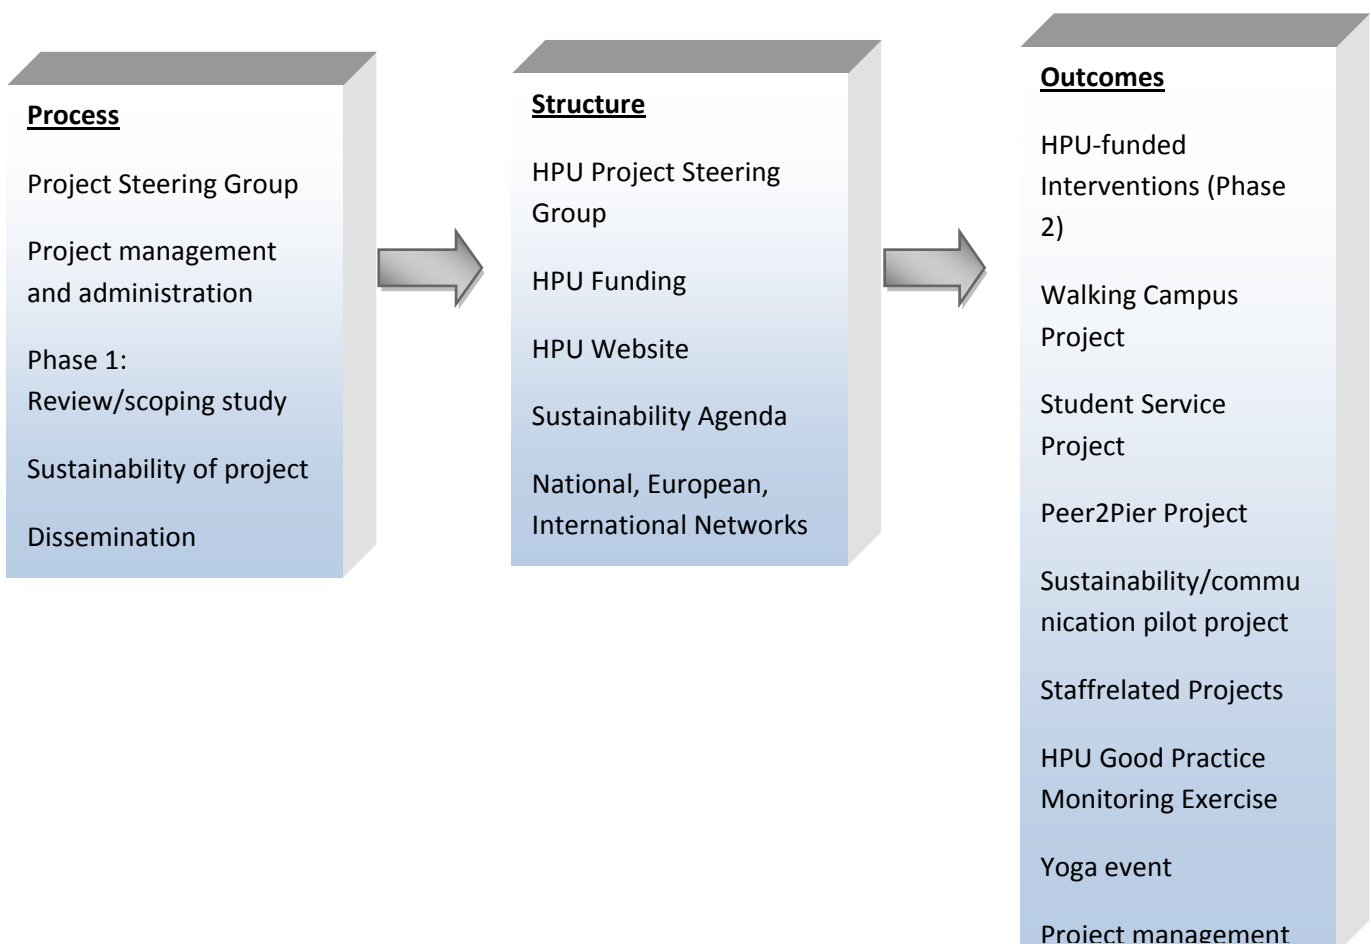 Process
Project Steering Group
Project management
and administration
Phase 1:
Review/scoping study
Sustainability of project
Dissemination
Structure
HPU Project Steering
Group
HPU Funding
HPU Website
Sustainability Agenda
National, European,
International Networks
Outcomes
HPU-funded
Interventions (Phase
2)
Walking Campus
Project
Student Service
Project
Peer2Pier Project
Sustainability/commu
nication pilot project
Staffrelated Projects
HPU Good Practice
Monitoring Exercise
Yoga event
Project management